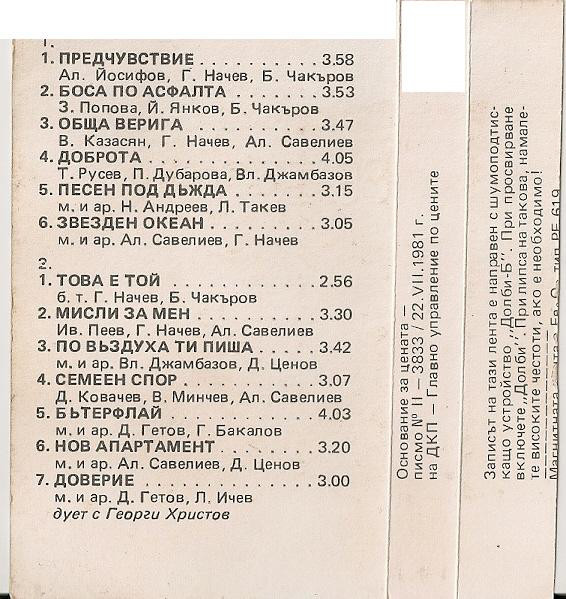 1.
1. ПРЕДЧУВСТВИЕ . . . . . . . . . . . 3.58
Ал. Йосифов, Г. Начев, Б. Чакъров
2. БОСА ПО АСФАЛТА . . . . . . . . 3.53
З. Попова, Й. Янков, Б. Чакъров
3. ОБЩА ВЕРИГА . . . . . . . . . . . . 3.47
В. Казасян, Г. Начев, Ал. Савелиев
4. ДОБРОТА . . . . . . . . . . . . . . . . 4.05
Т. Русев, П. Дубарова, Вл. Джамбазов
5. ПЕСЕН ПОД ДЪЖДА . . . . . . . . 3.15
м. и ар. Н. Андреев, Л. Такев
6. ЗВЕЗДЕН ОКЕАН . . . . . . . . . . 3.05
м. и ар. Ал. Савелиев, Г. Начев
2.
1. ТОВА Е ТОЙ . . . . . . . . . . . . . 2.56
б. т. Г. Начев, Б. Чакъров
2. МИСЛИ ЗА МЕН . . . . . . . . . . . 3.30
Ив. Пеев, Г. Начев, Ал. Савелиев
3. ПО ВЪЗДУХА ТИ ПИША . . . . . . 3.42
м. и ар. Вл. Джамбазов, Д. Ценов
4. СЕМЕЕН СПОР . . . . . . . . . . . . 3.07
Д. Ковачев, В. Минчев, Ал. Савелиев
5. БЪТЕРФЛАЙ . . . . . . . . . . . . . 4.03
м. и ар. Д. Гетов, Г. Бакалов
6. НОВ АПАРТАМЕНТ . . . . . . . . . 3.20
м. и ар. Ал. Савелиев, Д. Ценов
7. ДОВЕРИЕ . . . . . . . . . . . . . . . 3.00
м. и ар. Д. Гетов, Л. Ичев
дует с Георги Христов
Основание за цената —
писмо № II — 3833 / 22.VII.1981 г.
на ДКП — Главно управление по цените
Записът на тази лента е направен с шумоподтис-
кащо устройство „Долби-Б". При просвирване
включете „Долби". При липса на такова, намале-
те високите честоти, ако е необходимо!
Магнитната тип PE 619